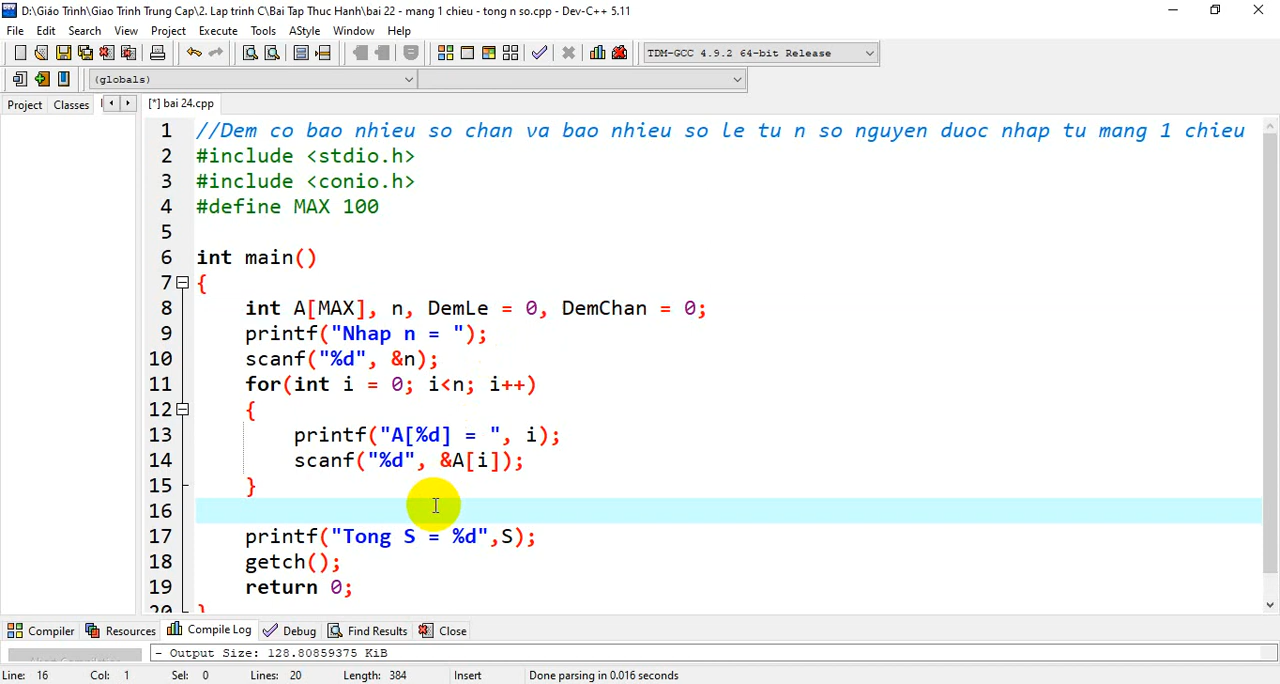 D:\Giáo Trình\Giao Trinh Trung Cap\2. Lap trinh C\Bai Tap Thuc Hanh\bai 22 - mang 1 chieu - tong n so.cpp - Dev-C++ 5.11
File Edit Search View Project Execute Tools AStyle Window Help
TDM-GCC 4.9.2 64-bit Release
(globals)
Project Classes [*] bai 24.cpp
1 //Dem co bao nhieu so chan va bao nhieu so le tu n so nguyen duoc nhap tu mang 1 chieu
2 #include <stdio.h>
3 #include <conio.h>
4 #define MAX 100
5
6 int main()
7 {
8 int A[MAX], n, DemLe = 0, DemChan = 0;
9 printf("Nhap n = ");
10 scanf("%d", &n);
11 for(int i = 0; i<n; i++)
12 {
13 printf("A[%d] = ", i);
14 scanf("%d", &A[i]);
15 }
16
17 printf("Tong S = %d",S);
18 getch();
19 return 0;
20 }
Compiler Resources Compile Log Debug Find Results Close
- Output Size: 128.80859375 KiB
Line: 16 Col: 1 Sel: 0 Lines: 20 Length: 384 Insert Done parsing in 0.016 seconds